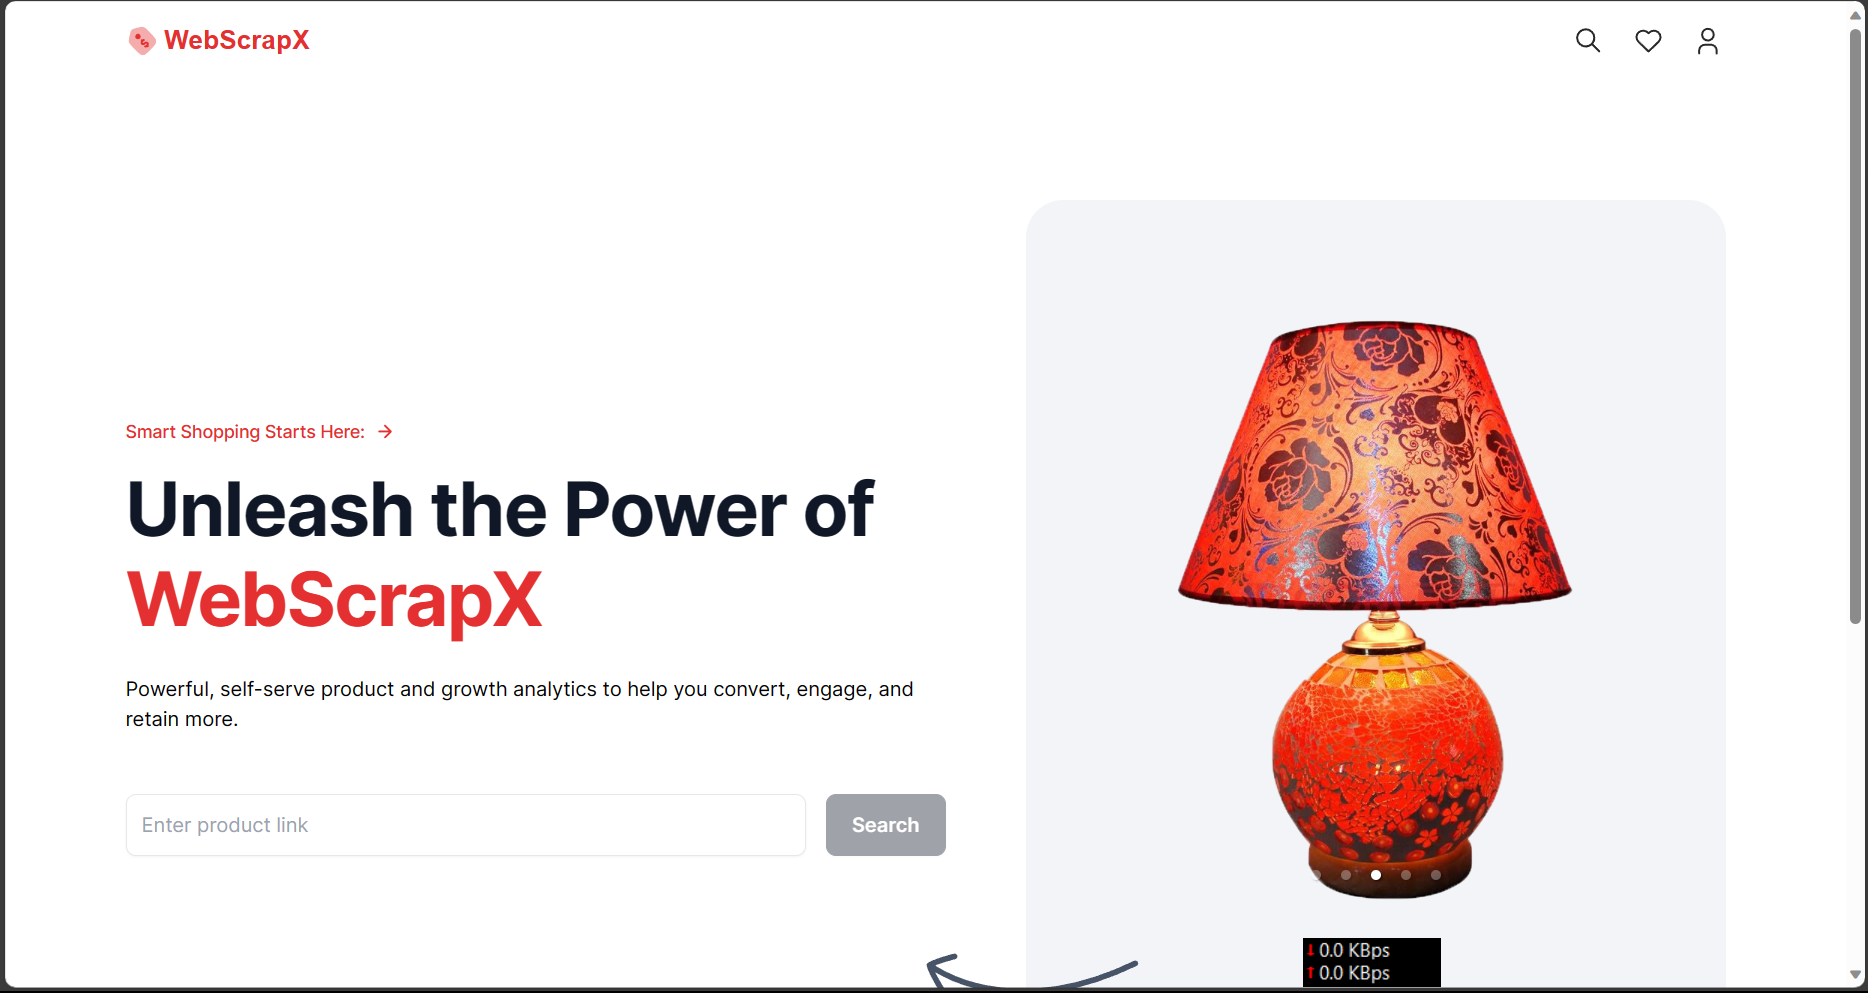 WebScrapX
Smart Shopping Starts Here:
Unleash the Power of
WebScrapX
Powerful, self-serve product and growth analytics to help you convert, engage, and
retain more.
Enter product link
Search
0.0 KBps
0.0 KBps